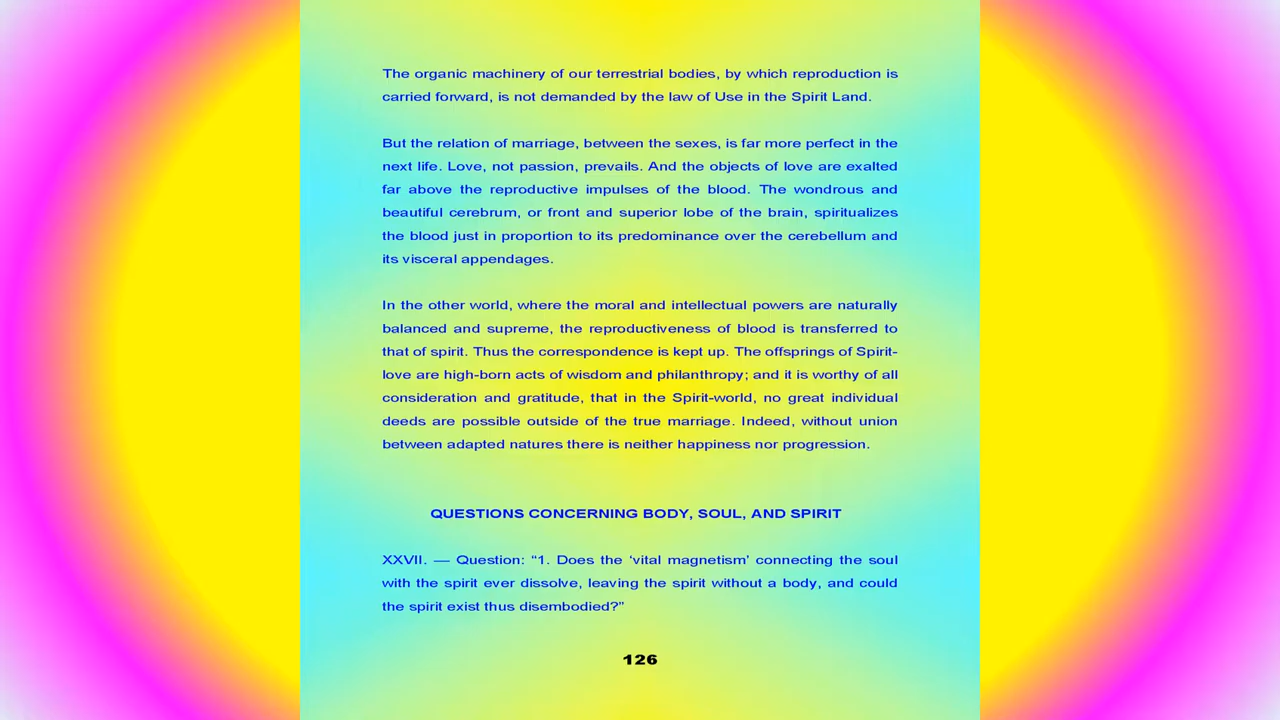 The organic machinery of our terrestrial bodies, by which reproduction is
carried forward, is not demanded by the law of Use in the Spirit Land.
But the relation of marriage, between the sexes, is far more perfect in the
next life. Love, not passion, prevails. And the objects of love are exalted
far above the reproductive impulses of the blood. The wondrous and
beautiful cerebrum, or front and superior lobe of the brain, spiritualizes
the blood just in proportion to its predominance over the cerebellum and
its visceral appendages.
In the other world, where the moral and intellectual powers are naturally
balanced and supreme, the reproductiveness of blood is transferred to
that of spirit. Thus the correspondence is kept up. The offsprings of Spirit-
love are high-born acts of wisdom and philanthropy; and it is worthy of all
consideration and gratitude, that in the Spirit-world, no great individual
deeds are possible outside of the true marriage. Indeed, without union
between adapted natures there is neither happiness nor progression.
QUESTIONS CONCERNING BODY, SOUL, AND SPIRIT
XXVII. — Question: “1. Does the ‘vital magnetism’ connecting the soul
with the spirit ever dissolve, leaving the spirit without a body, and could
the spirit exist thus disembodied?”
126